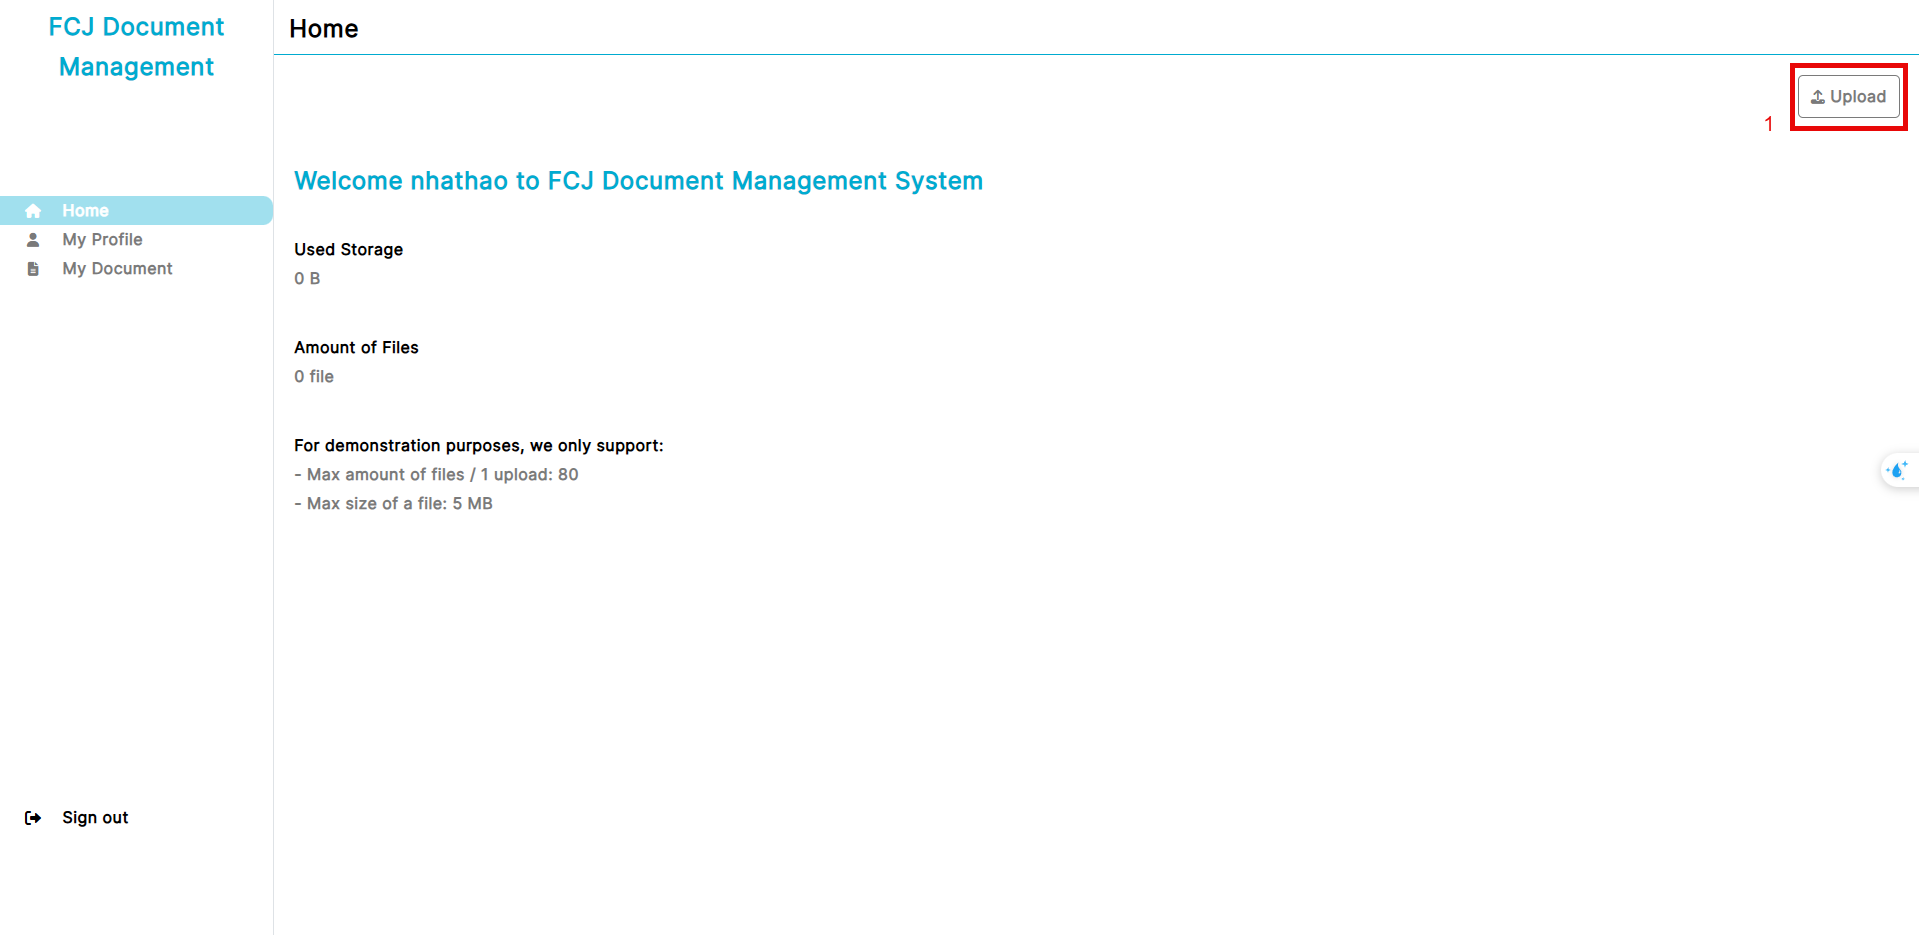 FCJ Document
Management
Home
My Profile
My Document
Sign out
Home
Upload
1
Welcome nhathao to FCJ Document Management System
Used Storage
0 B
Amount of Files
0 file
For demonstration purposes, we only support:
- Max amount of files / 1 upload: 80
- Max size of a file: 5 MB